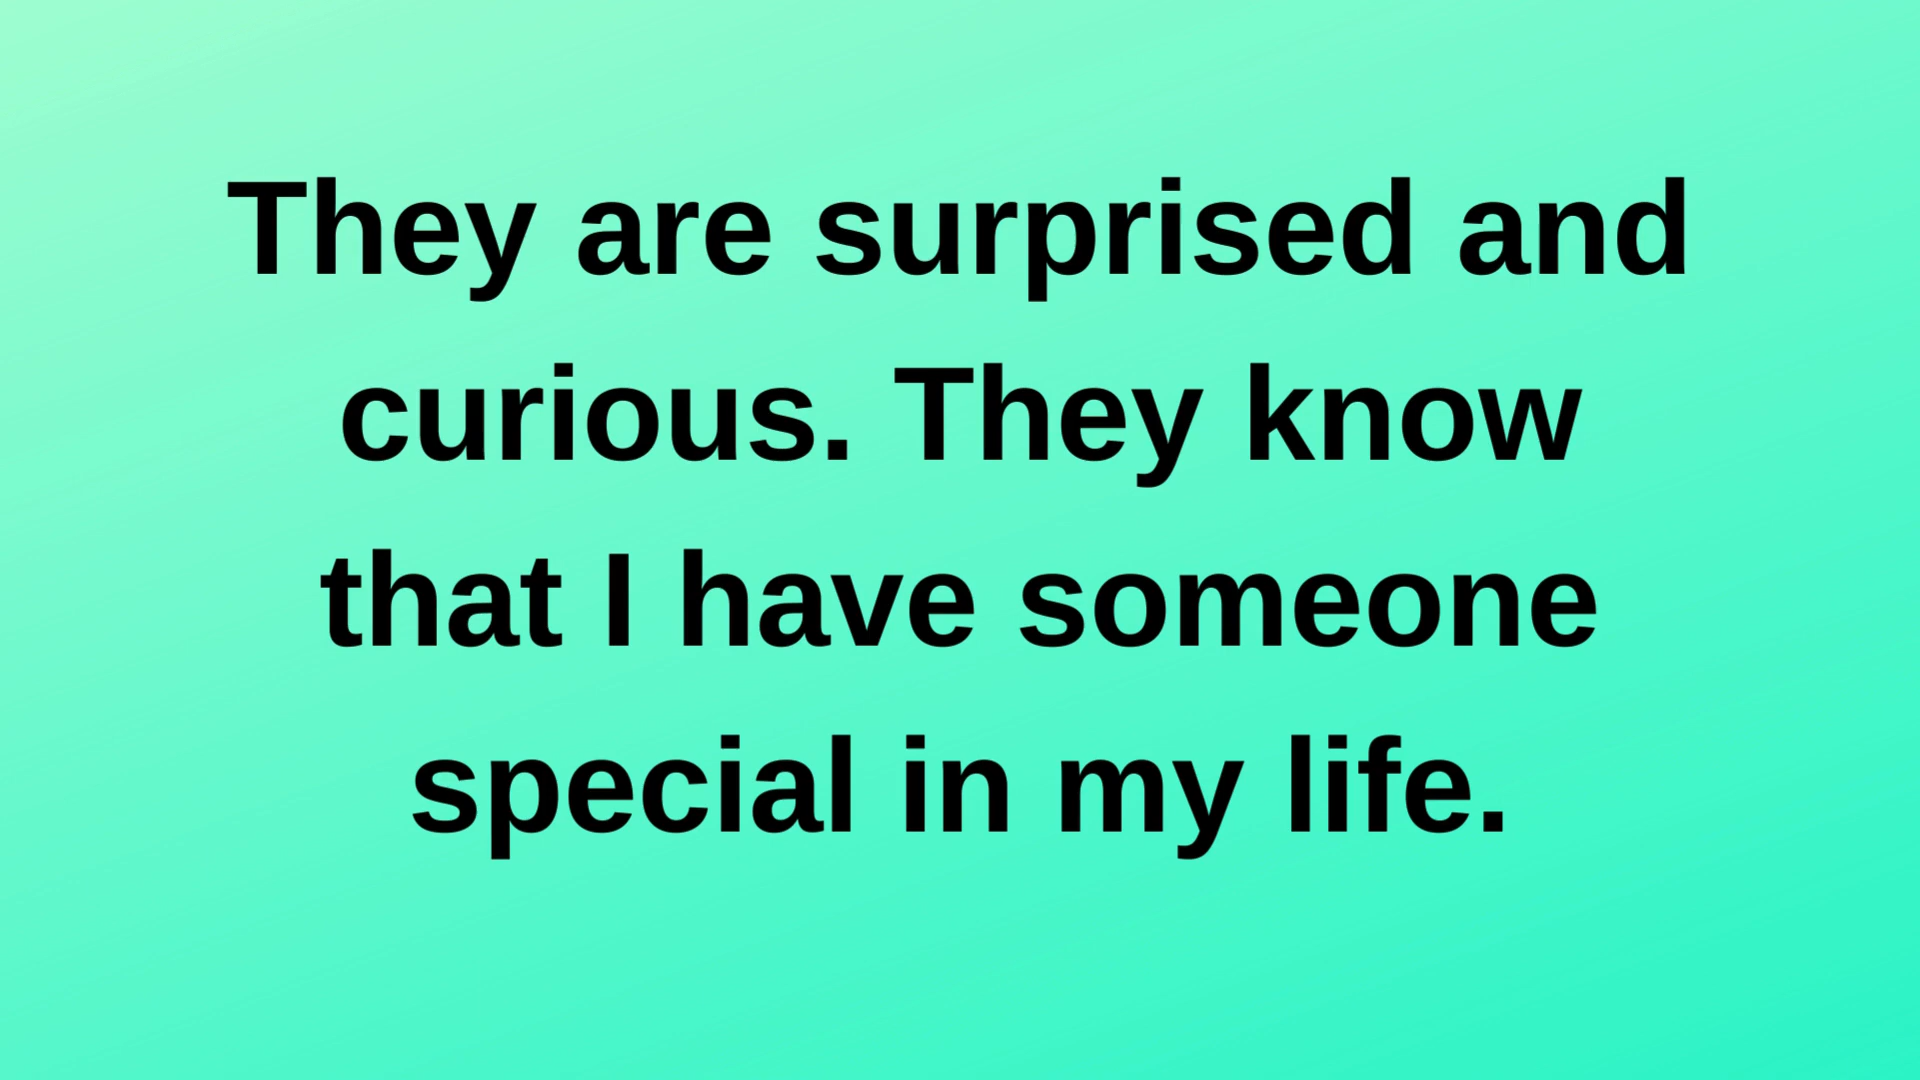 They are surprised and
curious. They know
that I have someone
special in my life.